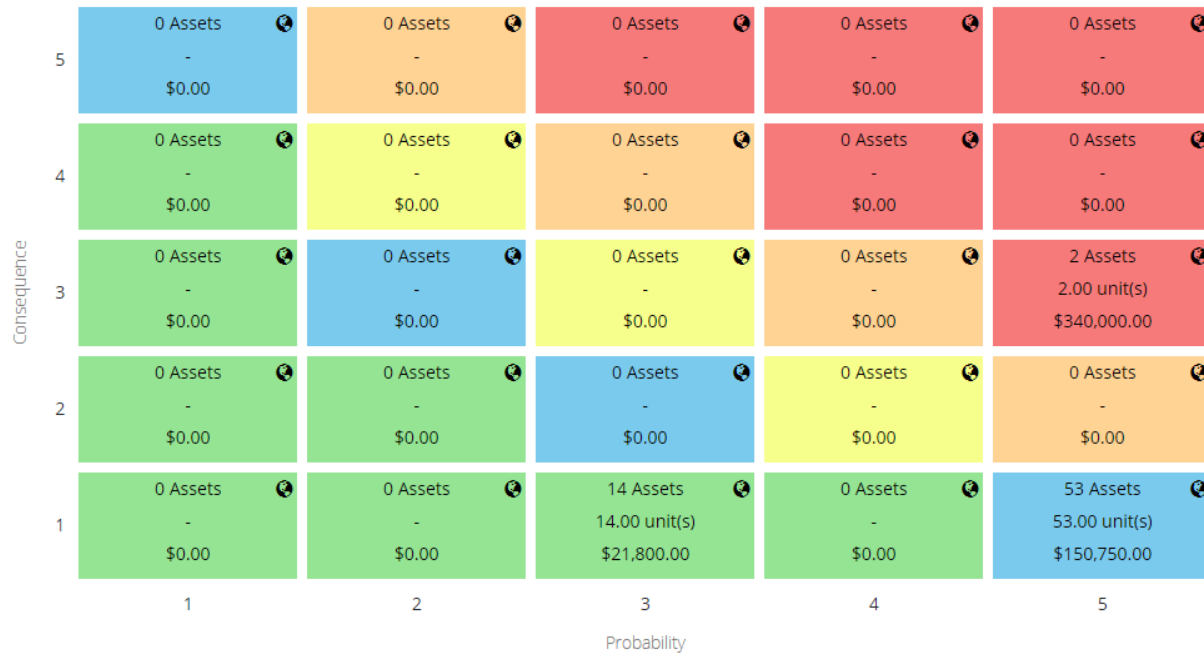 0 Assets 0 Assets 0 Assets 0 Assets 0 Assets
5 - - - - -
$0.00 $0.00 $0.00 $0.00 $0.00
0 Assets 0 Assets 0 Assets 0 Assets 0 Assets
4 - - - - -
$0.00 $0.00 $0.00 $0.00 $0.00
Consequence
0 Assets 0 Assets 0 Assets 0 Assets 2 Assets
3 - - - - 2.00 unit(s)
$0.00 $0.00 $0.00 $0.00 $340,000.00
0 Assets 0 Assets 0 Assets 0 Assets 0 Assets
2 - - - - -
$0.00 $0.00 $0.00 $0.00 $0.00
0 Assets 0 Assets 14 Assets 0 Assets 53 Assets
1 - - 14.00 unit(s) - 53.00 unit(s)
$0.00 $0.00 $21,800.00 $0.00 $150,750.00
1 2 3 4 5
Probability